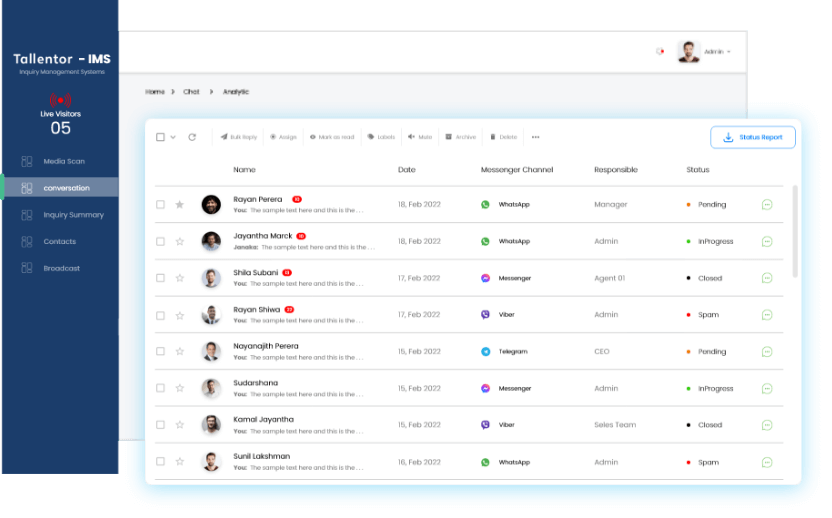 Tallentor - IMS
Inquiry Management Systems
Live Visitors
05
Media Scan
conversation
Inquiry Summary
Contacts
Broadcast
Admin
Home > Chat > Analytic
Bulk Reply Assign Mark as read Labels Mute Archive Delete ...
Status Report
Name Date Messenger Channel Responsible Status
Rayan Perera
You: The sample text here and this is the . . .
18, Feb 2022 WhatsApp Manager Pending
Jayantha Marck
Janaka: The sample text here and this is the . . .
18, Feb 2022 WhatsApp Admin InProgress
Shila Subani
You: The sample text here and this is the . . .
17, Feb 2022 Messenger Agent 01 Closed
Rayan Shiwa
You: The sample text here and this is the . . .
17, Feb 2022 Viber Admin Spam
Nayanajith Perera
You: The sample text here and this is the . . .
15, Feb 2022 Telegram CEO Pending
Sudarshana
You: The sample text here and this is the . . .
15, Feb 2022 Messenger Admin InProgress
Kamal Jayantha
You: The sample text here and this is the . . .
15, Feb 2022 Viber Seles Team Closed
Sunil Lakshman
You: The sample text here and this is the . . .
16, Feb 2022 WhatsApp Admin Spam